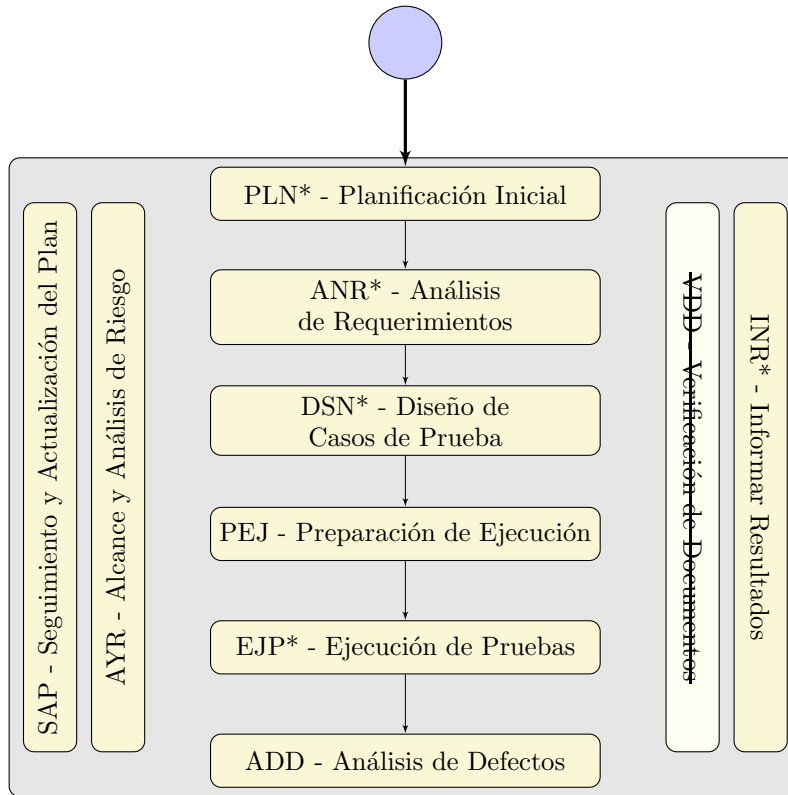 PLN* - Planificación Inicial
SAP - Seguimiento y Actualización del Plan
AYR - Alcance y Análisis de Riesgo
ANR* - Análisis
de Requerimientos
DSN* - Diseño de
Casos de Prueba
PEJ - Preparación de Ejecución
EJP* - Ejecución de Pruebas
ADD - Análisis de Defectos
VDD - Verificación de Documentos
INR* - Informar Resultados